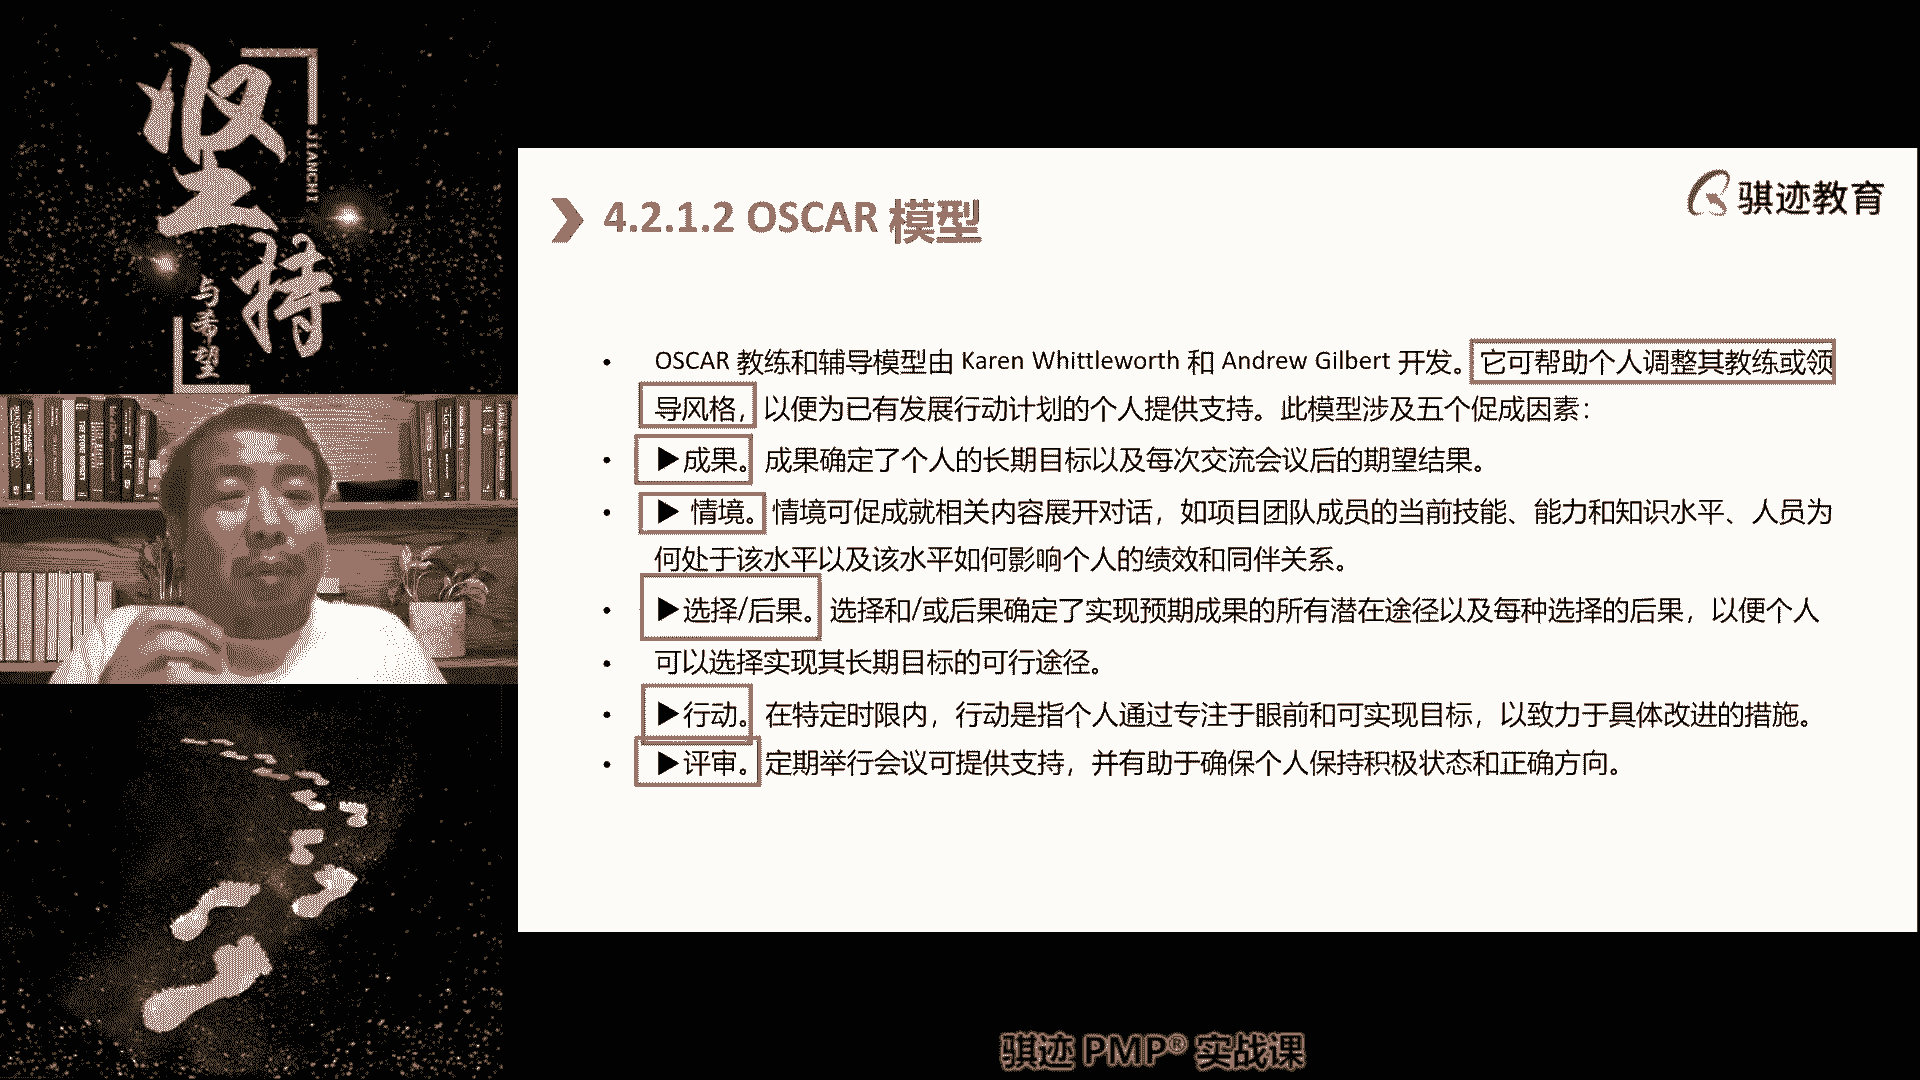 坚持
JIANCHI
与希望
骐迹教育
4.2.1.2 OSCAR 模型
• OSCAR 教练和辅导模型由 Karen Whittleworth 和 Andrew Gilbert 开发。它可帮助个人调整其教练或领
导风格，以便为已有发展行动计划的个人提供支持。此模型涉及五个促成因素：
• ▶成果。成果确定了个人的长期目标以及每次交流会议后的期望结果。
• ▶ 情境。情境可促成就相关内容展开对话，如项目团队成员的当前技能、能力和知识水平、人员为
何处于该水平以及该水平如何影响个人的绩效和同伴关系。
• ▶选择/后果。选择和/或后果确定了实现预期成果的所有潜在途径以及每种选择的后果，以便个人
• 可以选择实现其长期目标的可行途径。
• ▶行动。在特定时限内，行动是指个人通过专注于眼前和可实现目标，以致力于具体改进的措施。
• ▶评审。定期举行会议可提供支持，并有助于确保个人保持积极状态和正确方向。
骐迹 PMP® 实战课